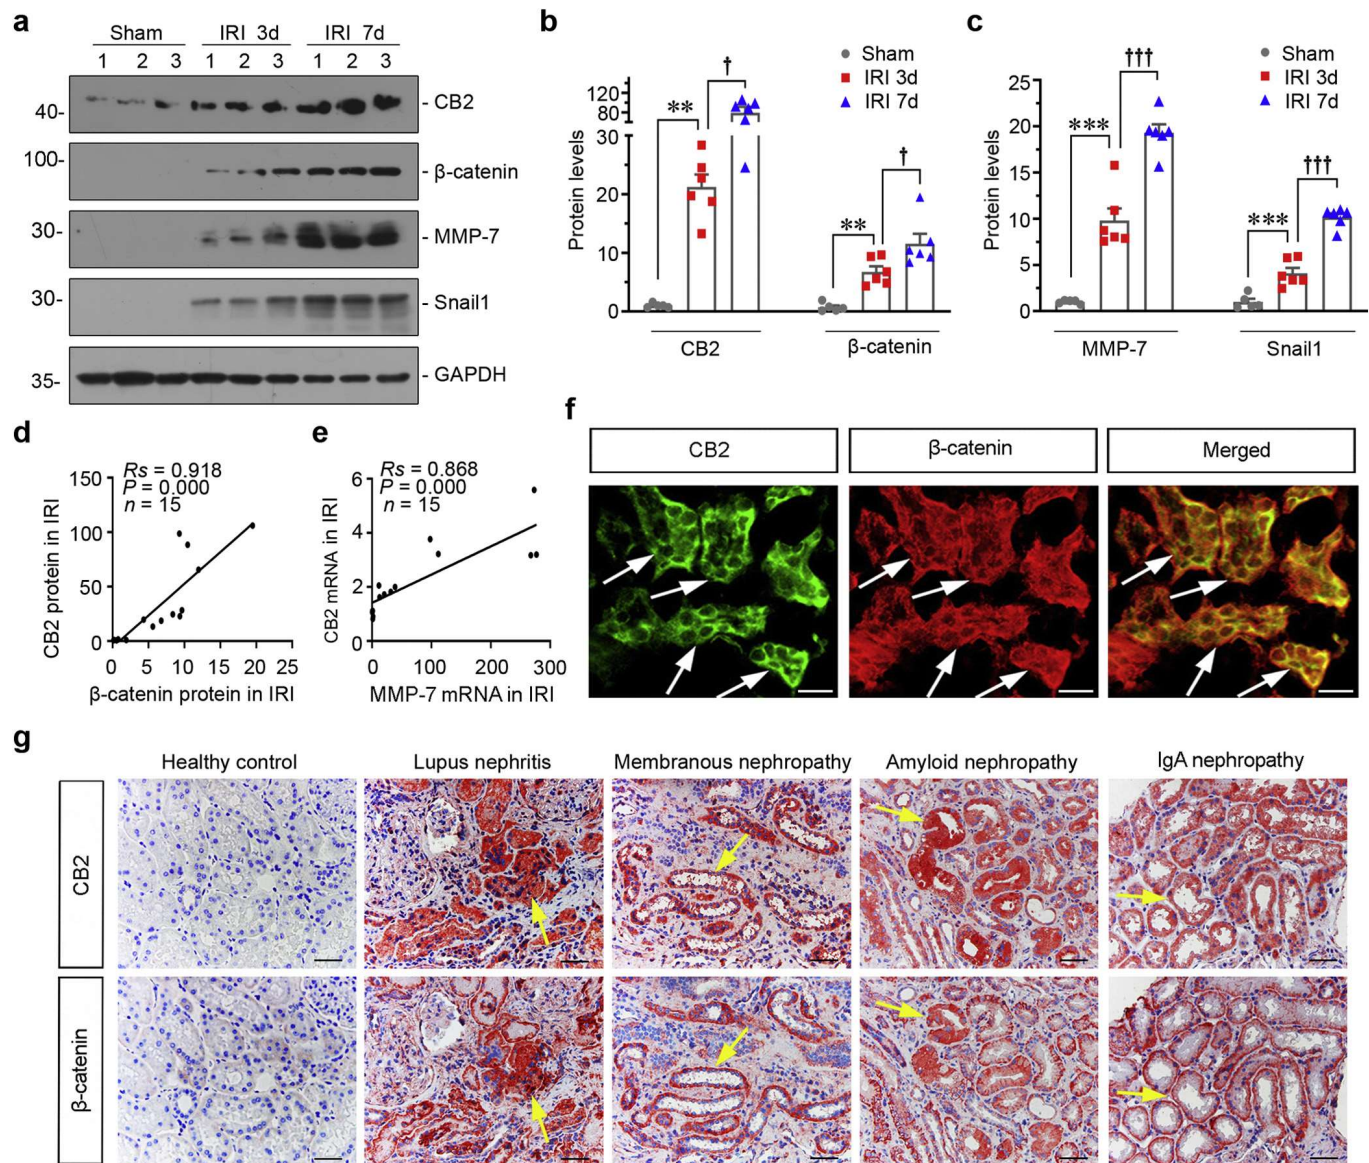 a
Sham IRI 3d IRI 7d
1 2 3 1 2 3 1 2 3
40- - CB2
100- - β-catenin
30- - MMP-7
30- - Snail1
35- - GAPDH
b
Sham
IRI 3d
IRI 7d
Protein levels
120
80
30
20
10
0
** †
** †
CB2 β-catenin
c
Sham
IRI 3d
IRI 7d
Protein levels
25
20
15
10
5
0
*** †††
*** †††
MMP-7 Snail1
d
Rs = 0.918
P = 0.000
n = 15
CB2 protein in IRI
150
100
50
0
0 5 10 15 20 25
β-catenin protein in IRI
e
Rs = 0.868
P = 0.000
n = 15
CB2 mRNA in IRI
6
4
2
0
0 100 200 300
MMP-7 mRNA in IRI
f
CB2 β-catenin Merged
g
Healthy control Lupus nephritis Membranous nephropathy Amyloid nephropathy IgA nephropathy
CB2
β-catenin